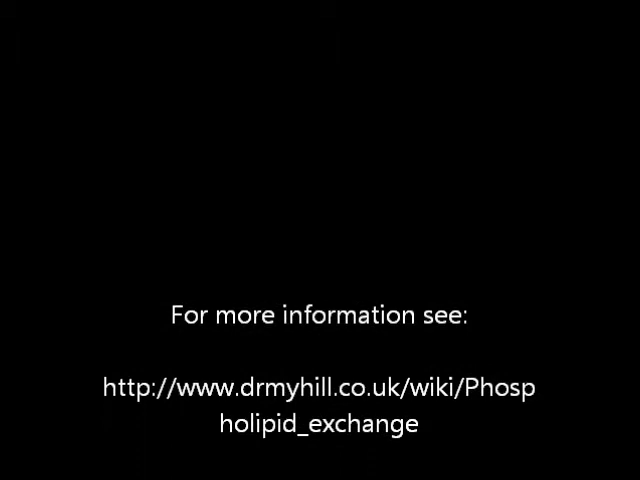 For more information see:
http://www.drmyhill.co.uk/wiki/Phosp
holipid_exchange